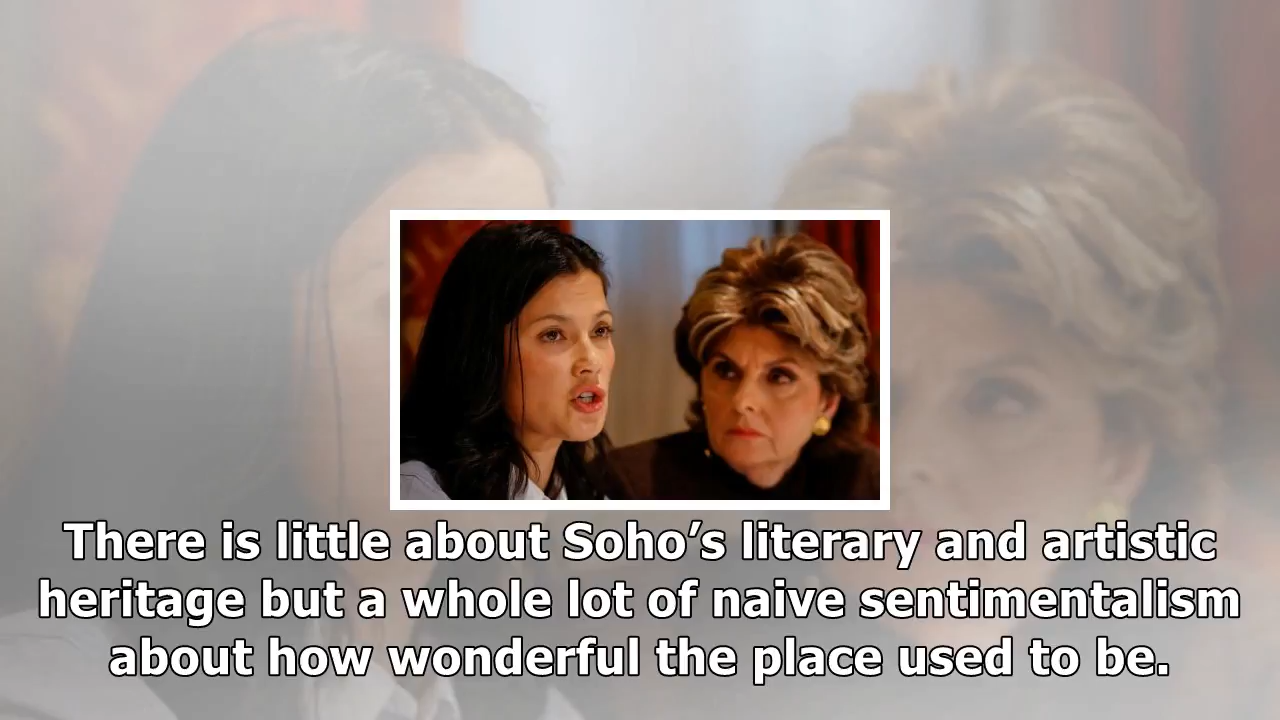 There is little about Soho’s literary and artistic
heritage but a whole lot of naive sentimentalism
about how wonderful the place used to be.